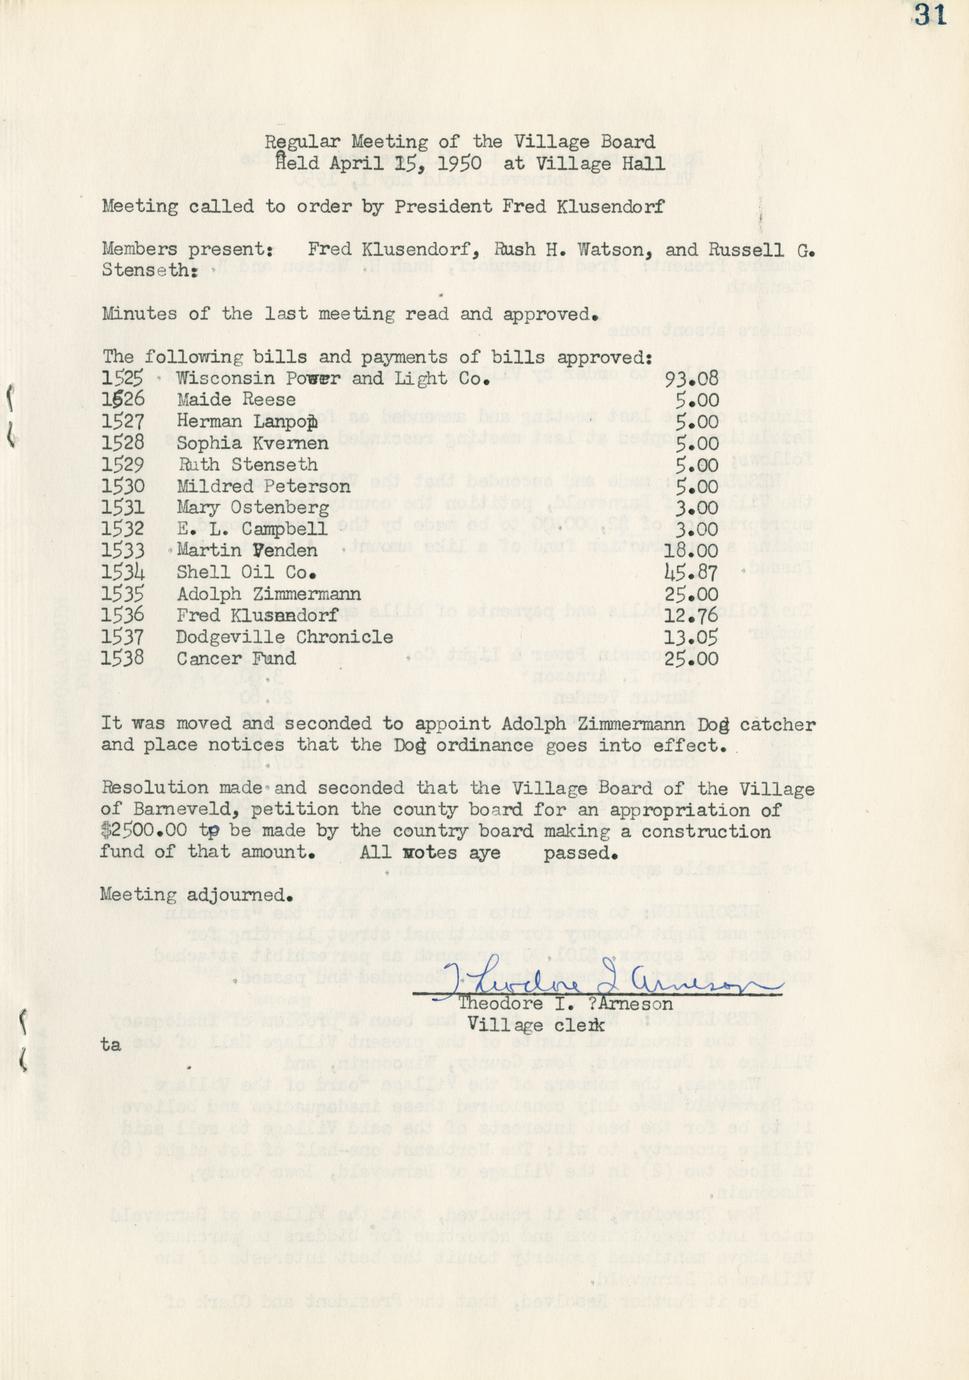 31
Regular Meeting of the Village Board
Held April 15, 1950 at Village Hall
Meeting called to order by President Fred Klusendorf
Members present: Fred Klusendorf, Rush H. Watson, and Russell G.
Stenseth:
Minutes of the last meeting read and approved.
The following bills and payments of bills approved:
1525 Wisconsin Power and Light Co. 93.08
1526 Maide Reese 5.00
1527 Herman Lanpop 5.00
1528 Sophia Kvernen 5.00
1529 Ruth Stenseth 5.00
1530 Mildred Peterson 5.00
1531 Mary Ostenberg 3.00
1532 E. L. Campbell 3.00
1533 Martin Venden 18.00
1534 Shell Oil Co. 45.87
1535 Adolph Zimmermann 25.00
1536 Fred Klusendorf 12.76
1537 Dodgeville Chronicle 13.05
1538 Cancer Fund 25.00
It was moved and seconded to appoint Adolph Zimmermann Dog catcher
and place notices that the Dog ordinance goes into effect.
Resolution made and seconded that the Village Board of the Village
of Barneveld, petition the county board for an appropriation of
$2500.00 to be made by the country board making a construction
fund of that amount. All votes aye passed.
Meeting adjourned.
Theodore I Arneson
Theodore I. ?Arneson
Village clerk
ta